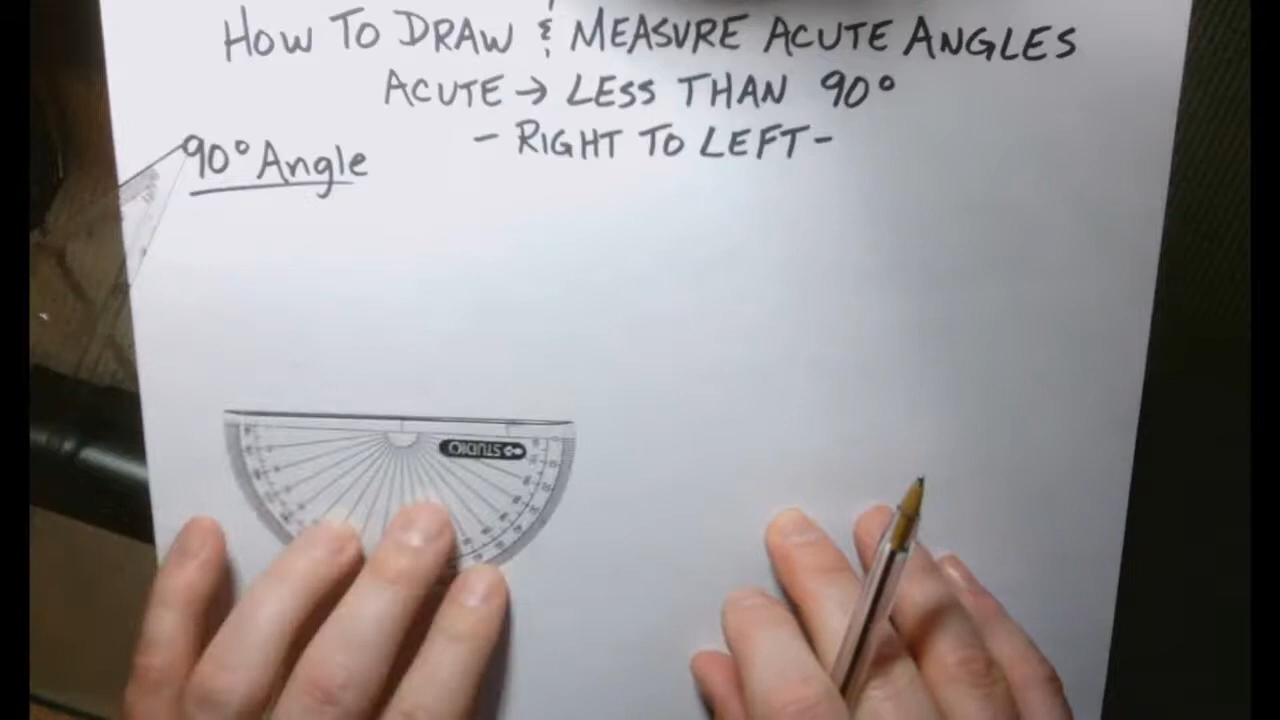 HOW TO DRAW & MEASURE ACUTE ANGLES
ACUTE → LESS THAN 90°
- RIGHT TO LEFT -
90° Angle
STUDIO